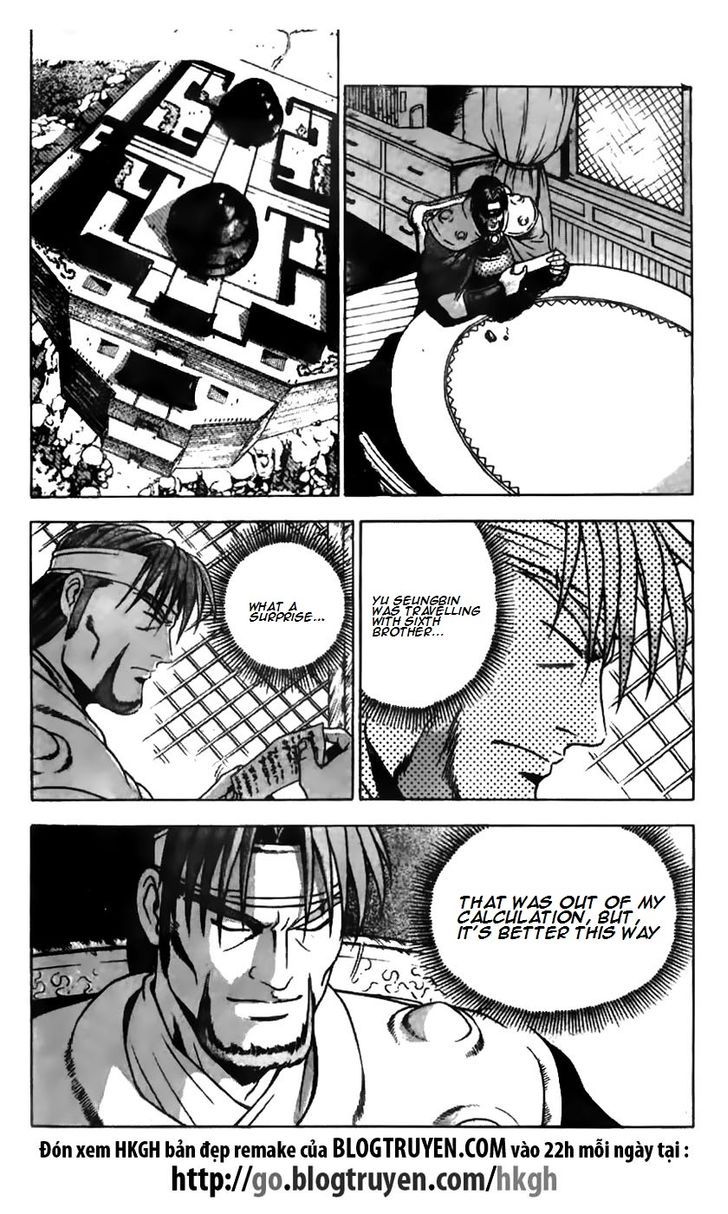 WHAT A
SURPRISE...
YU SEUNGBIN
WAS TRAVELLING
WITH SIXTH
BROTHER...
THAT WAS OUT OF MY
CALCULATION, BUT,
IT'S BETTER THIS WAY
Đón xem HKGH bản đẹp remake của BLOGTRUYEN.COM vào 22h mỗi ngày tại :
http://go.blogtruyen.com/hkgh